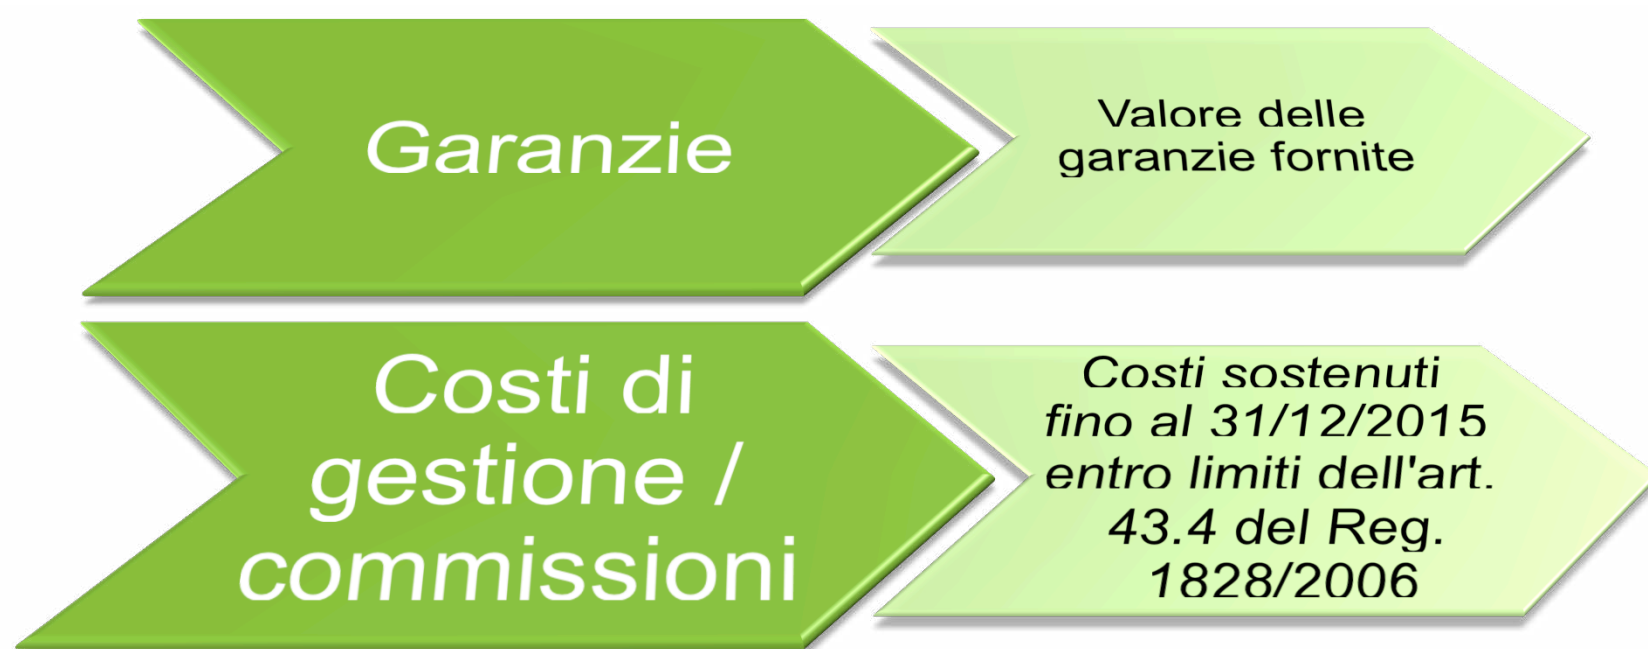 Garanzie
Valore delle
garanzie fornite
Costi di
gestione /
commissioni
Costi sostenuti
fino al 31/12/2015
entro limiti dell'art.
43.4 del Reg.
1828/2006